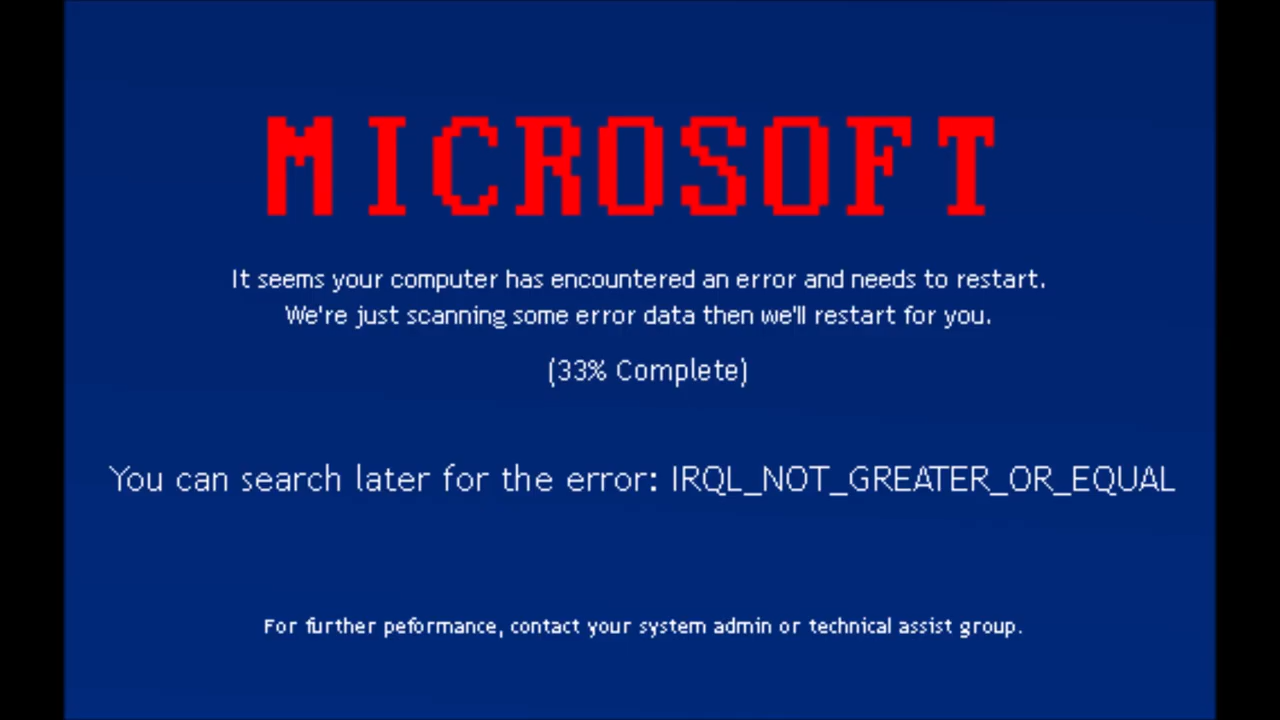 MICROSOFT
It seems your computer has encountered an error and needs to restart.
We're just scanning some error data then we'll restart for you.
(33% Complete)
You can search later for the error: IRQL_NOT_GREATER_OR_EQUAL
For further peformance, contact your system admin or technical assist group.